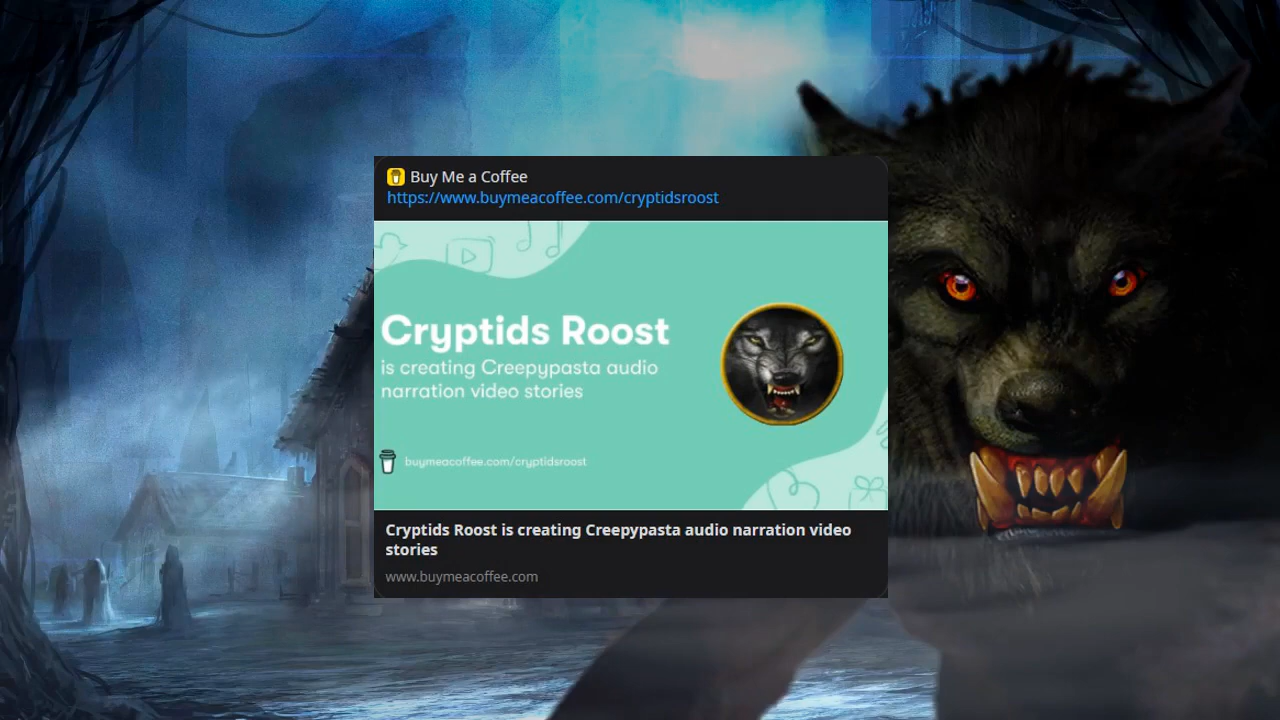 Buy Me a Coffee
https://www.buymeacoffee.com/cryptidsroost
Cryptids Roost
is creating Creepypasta audio
narration video stories
buymeacoffee.com/cryptidsroost
Cryptids Roost is creating Creepypasta audio narration video
stories
www.buymeacoffee.com